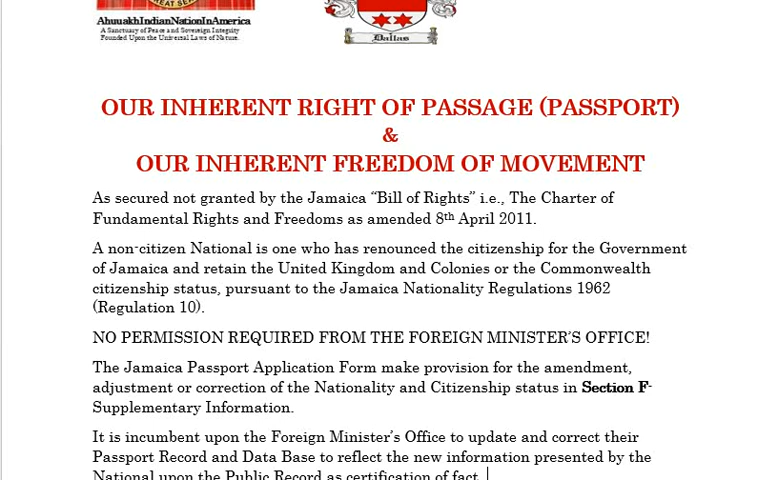 GREAT SEAL
AhuuakhIndianNationInAmerica
A Sanctuary of Peace and Sovereign Integrity
Founded Upon the Universal Laws of Nature.
Dallas
OUR INHERENT RIGHT OF PASSAGE (PASSPORT)
&
OUR INHERENT FREEDOM OF MOVEMENT
As secured not granted by the Jamaica “Bill of Rights” i.e., The Charter of
Fundamental Rights and Freedoms as amended 8th April 2011.
A non-citizen National is one who has renounced the citizenship for the Government
of Jamaica and retain the United Kingdom and Colonies or the Commonwealth
citizenship status, pursuant to the Jamaica Nationality Regulations 1962
(Regulation 10).
NO PERMISSION REQUIRED FROM THE FOREIGN MINISTER’S OFFICE!
The Jamaica Passport Application Form make provision for the amendment,
adjustment or correction of the Nationality and Citizenship status in Section F-
Supplementary Information.
It is incumbent upon the Foreign Minister’s Office to update and correct their
Passport Record and Data Base to reflect the new information presented by the
National upon the Public Record as certification of fact.